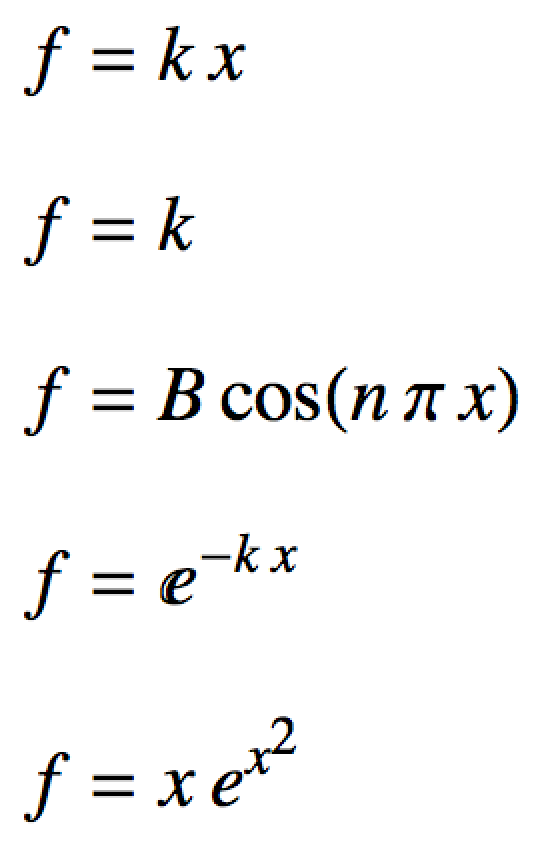 f = k x
f = k
f = B cos(n π x)
f = ⅇ^{-k x}
f = x e^{x^2}